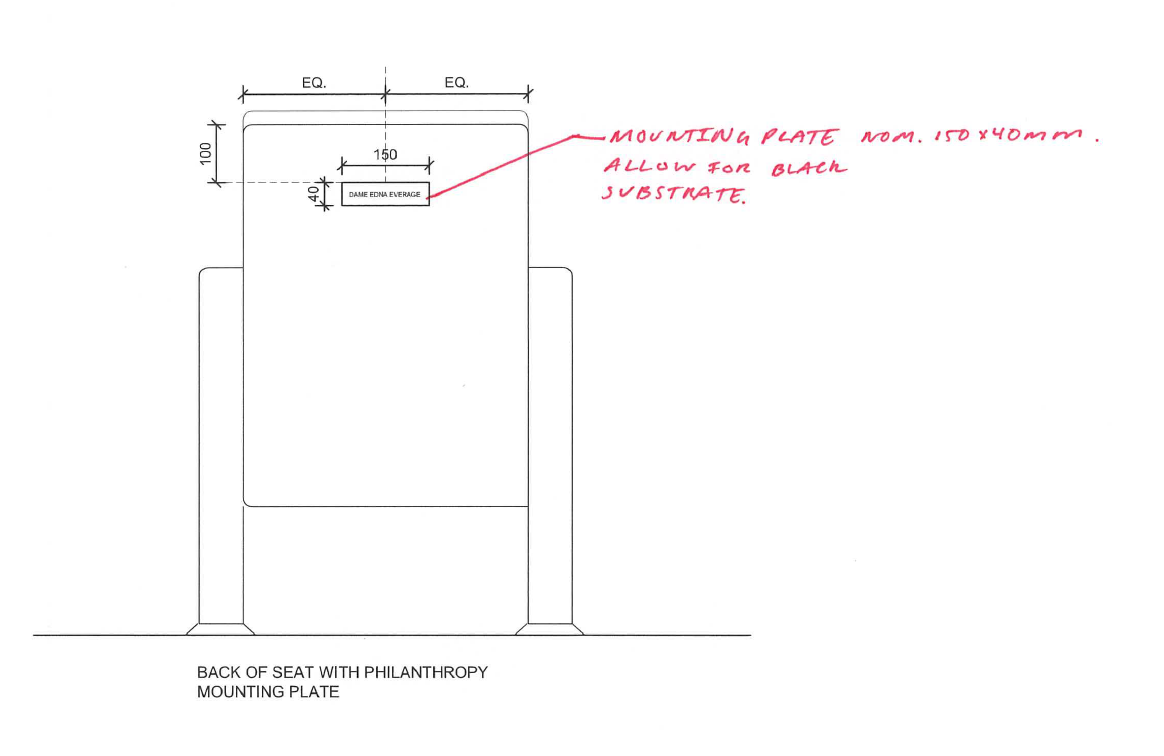 EQ.
EQ.
100
150
40
DAME EDNA EVERAGE
MOUNTING PLATE NOM. 150 x 40mm.
ALLOW FOR BLACK
SUBSTRATE.
BACK OF SEAT WITH PHILANTHROPY
MOUNTING PLATE